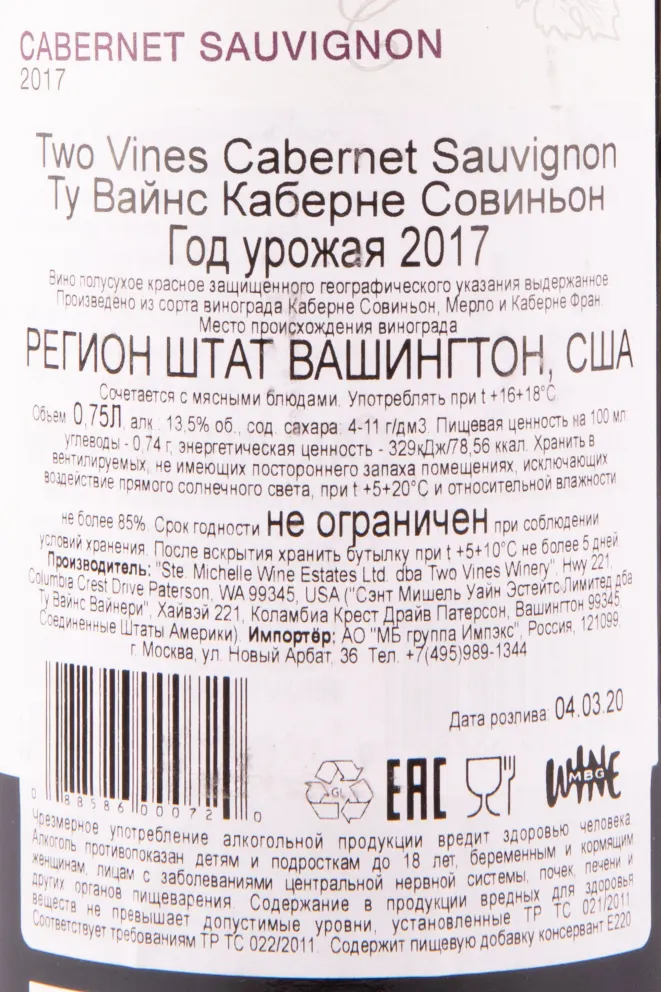 CABERNET SAUVIGNON
2017
Two Vines Cabernet Sauvignon
Ту Вайнс Каберне Совиньон
Год урожая 2017
Вино полусухое красное защищенного географического указания выдержанное.
Произведено из сорта винограда Каберне Совиньон, Мерло и Каберне Фран.
Место происхождения винограда
РЕГИОН ШТАТ ВАШИНГТОН, США
Сочетается с мясными блюдами. Употреблять при t +16+18°C.
Объем 0,75Л, алк.: 13,5% об., сод. сахара: 4-11 г/дм3. Пищевая ценность на 100 мл:
углеводы - 0,74 г, энергетическая ценность - 329кДж/78,56 ккал. Хранить в
вентилируемых, не имеющих постороннего запаха помещениях, исключающих
воздействие прямого солнечного света, при t +5+20°C и относительной влажности
не более 85%. Срок годности не ограничен при соблюдении
условий хранения. После вскрытия хранить бутылку при t +5+10°C не более 5 дней.
Производитель: "Ste. Michelle Wine Estates Ltd. dba Two Vines Winery", Hwy 221,
Columbia Crest Drive Paterson, WA 99345, USA ("Сэнт Мишель Уайн Эстейтс Лимитед дба
Ту Вайнс Вайнери", Хайвэй 221, Коламбиа Крест Драйв Патерсон, Вашингтон 99345,
Соединенные Штаты Америки). Импортёр: АО "МБ группа Импэкс", Россия, 121099,
г. Москва, ул. Новый Арбат, 36 Тел. +7(495)989-1344
Дата розлива: 04.03.20
0 88586 00072 0
GL
EAC
WINE
MBG
Чрезмерное употребление алкогольной продукции вредит здоровью человека.
Алкоголь противопоказан детям и подросткам до 18 лет, беременным и кормящим
женщинам, лицам с заболеваниями центральной нервной системы, почек, печени и
других органов пищеварения. Содержание в продукции вредных для здоровья
веществ не превышает допустимые уровни, установленные ТР ТС 021/2011.
Соответствует требованиям ТР ТС 022/2011. Содержит пищевую добавку консервант Е220